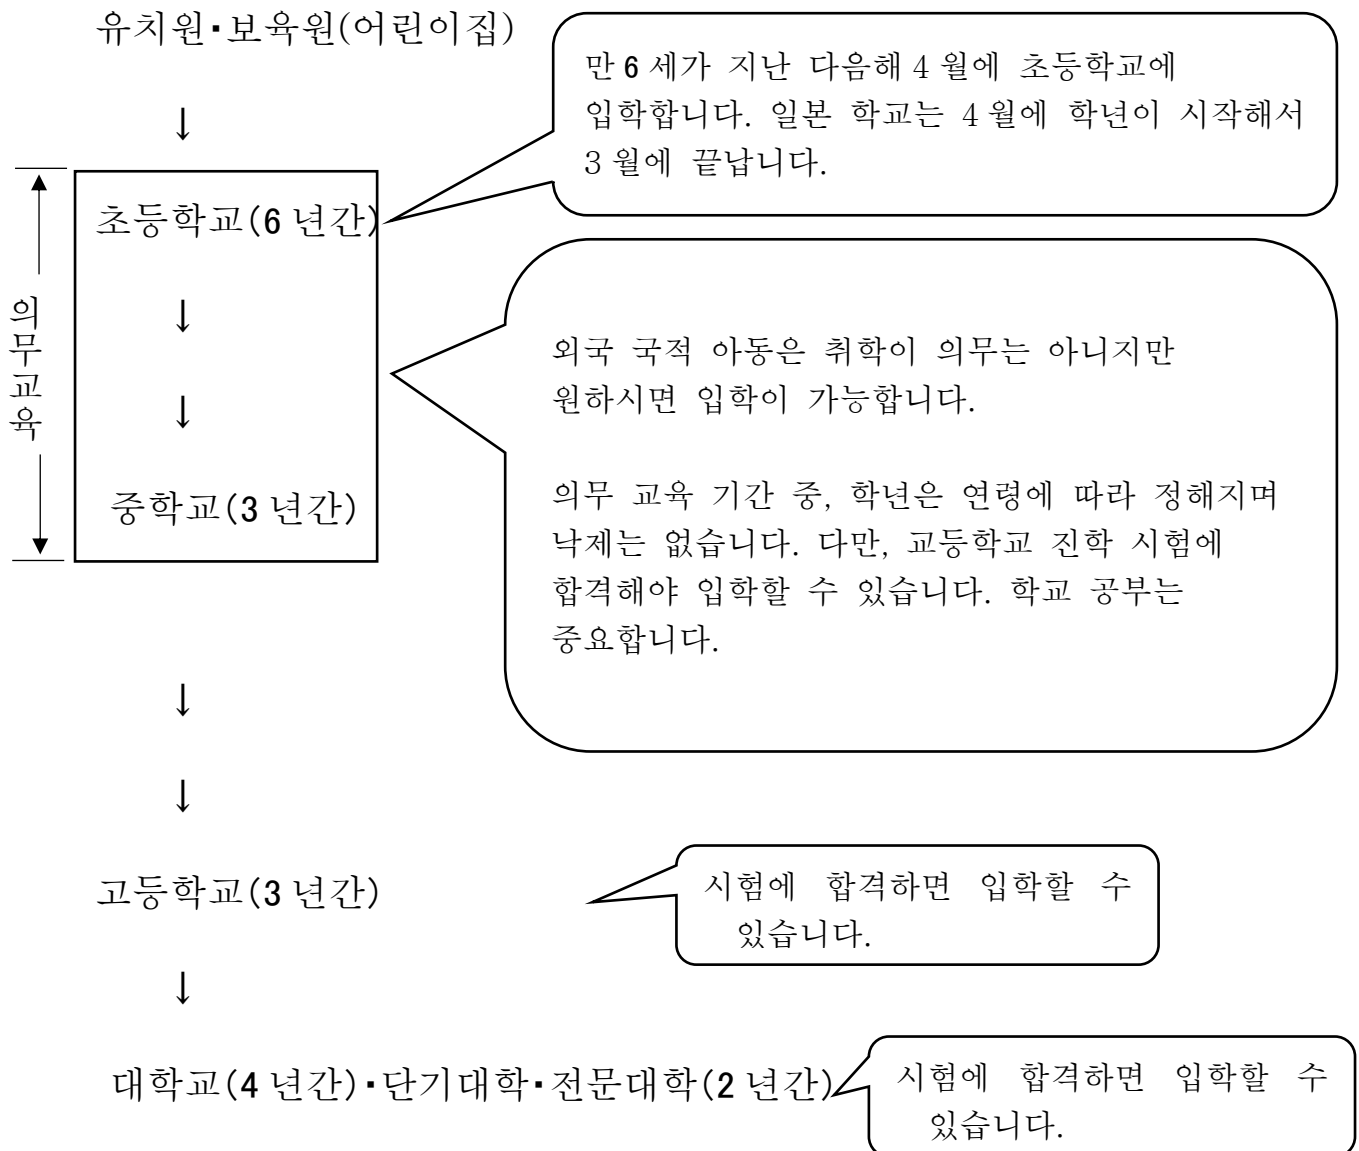 유치원·보육원(어린이집)
만 6 세가 지난 다음해 4 월에 초등학교에
입학합니다. 일본 학교는 4 월에 학년이 시작해서
3 월에 끝납니다.
↓
의무교육
초등학교(6 년간)
↓
↓
중학교(3 년간)
외국 국적 아동은 취학이 의무는 아니지만
원하시면 입학이 가능합니다.
의무 교육 기간 중, 학년은 연령에 따라 정해지며
낙제는 없습니다. 다만, 고등학교 진학 시험에
합격해야 입학할 수 있습니다. 학교 공부는
중요합니다.
↓
↓
고등학교(3 년간)
시험에 합격하면 입학할 수
있습니다.
↓
대학교(4 년간)·단기대학·전문대학(2 년간)
시험에 합격하면 입학할 수
있습니다.